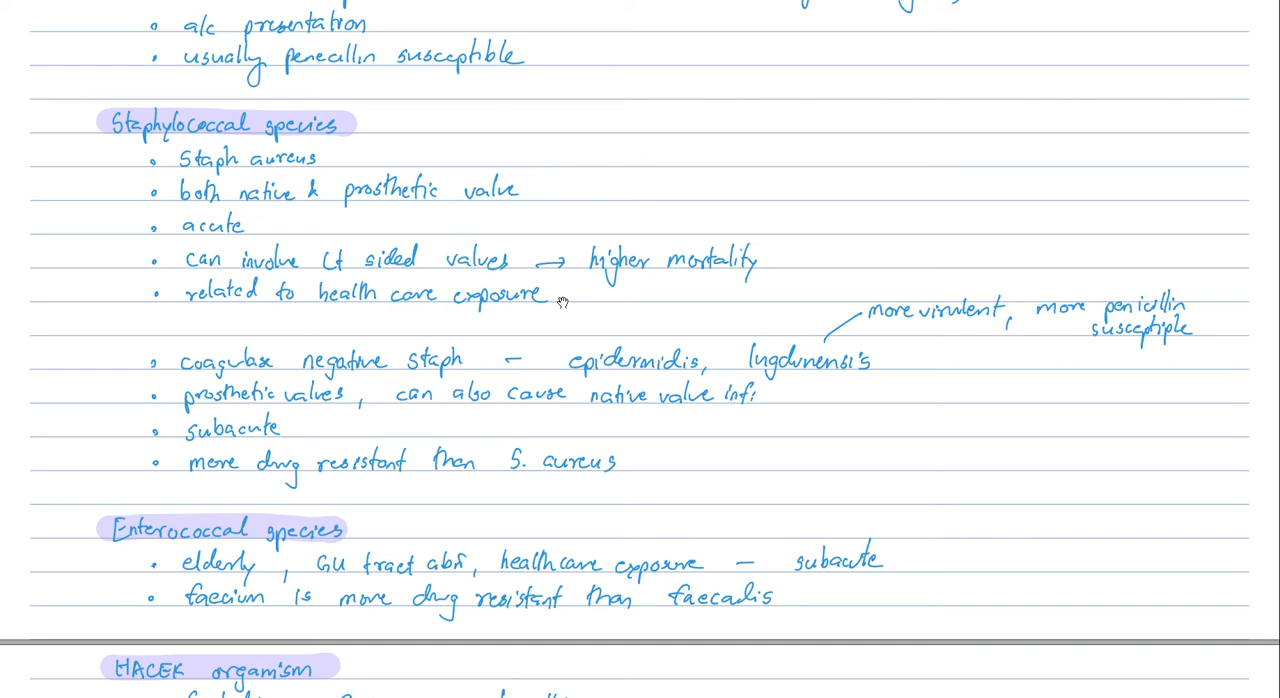 • a/c presentation
• usually penecillin susceptible
Staphylococcal species
• Staph aureus
• both native & prosthetic valve
• acute
• can involve Lt sided valves → higher mortality
• related to health care exposure
more virulent, more penicillin
susceptiple
• coagulase negative staph – epidermidis, lugdunensis
• prosthetic valves, can also cause native valve inf:
• subacute
• more drug resistant than S. aureus
Enterococcal species
• elderly, GU tract abn, healthcare exposure – subacute
• faecium is more drug resistant than faecalis
HACEK organism